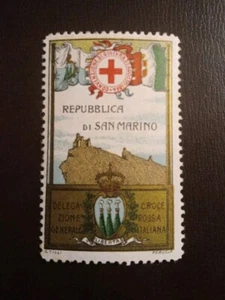 REPUBBLICA
DI SAN MARINO
DELEGA
ZIONE
GENERALE
CROCE
ROSSA
ITALIANA
LIBERTAS